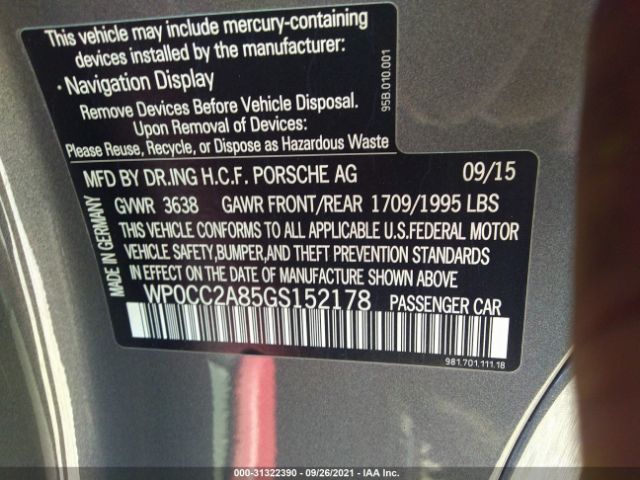 This vehicle may include mercury-containing
devices installed by the manufacturer:
· Navigation Display
Remove Devices Before Vehicle Disposal.
Upon Removal of Devices:
Please Reuse, Recycle, or Dispose as Hazardous Waste
95B.010.001
MFD BY DR.ING H.C.F. PORSCHE AG 09/15
GVWR 3638 GAWR FRONT/REAR 1709/1995 LBS
THIS VEHICLE CONFORMS TO ALL APPLICABLE U.S.FEDERAL MOTOR
VEHICLE SAFETY,BUMPER,AND THEFT PREVENTION STANDARDS
IN EFFECT ON THE DATE OF MANUFACTURE SHOWN ABOVE
MADE IN GERMANY
WP0CC2A85GS152178 PASSENGER CAR
981.701.111.18
000-31322390 - 09/26/2021 - IAA Inc.